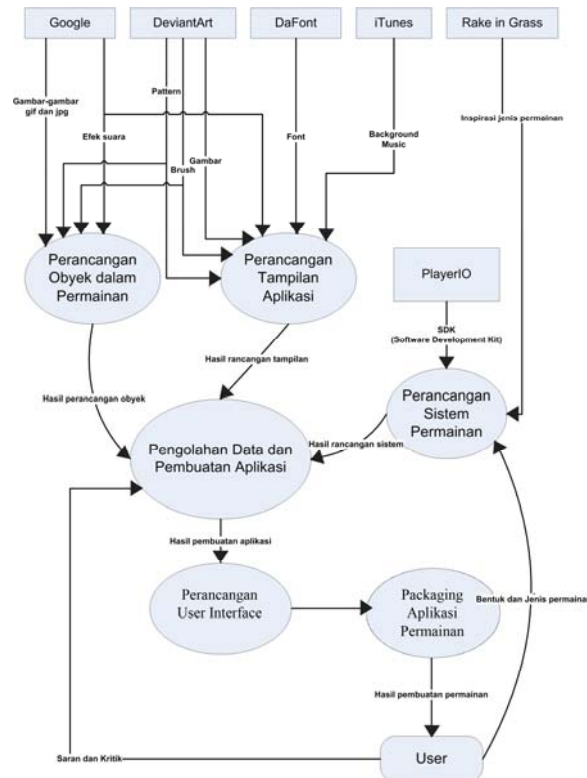 Google
DeviantArt
DaFont
iTunes
Rake in Grass
Gambar-gambar
gif dan jpg
Pattern
Efek suara
Gambar
Brush
Font
Background
Music
Inspirasi jenis permainan
Perancangan
Obyek dalam
Permainan
Perancangan
Tampilan
Aplikasi
PlayerIO
SDK
(Software Development Kit)
Hasil rancangan tampilan
Hasil perancangan obyek
Perancangan
Sistem
Permainan
Pengolahan Data dan
Pembuatan Aplikasi
Hasil rancangan sistem
Hasil pembuatan aplikasi
Perancangan
User Interface
Packaging
Aplikasi
Permainan
Bentuk dan Jenis permainan
Hasil pembuatan permainan
User
Saran dan Kritik